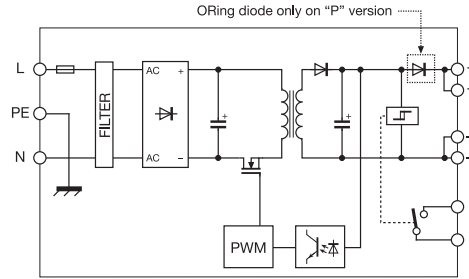 ORing diode only on "P" version
L
AC + +
+
PE
FILTER
N
AC -
PWM